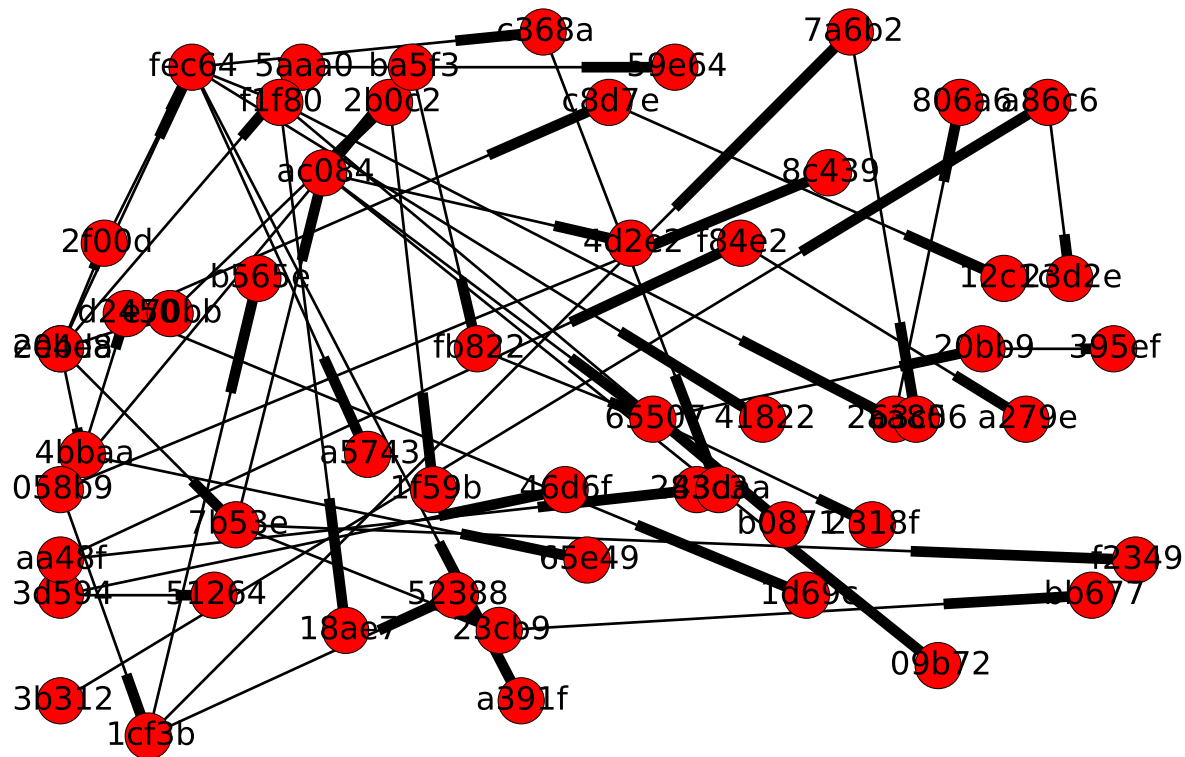 c368a
7a6b2
fec64
5aaa0
ba5f3
59e64
f1f80
2b0c2
c8d7e
806a6
a86c6
ac084
8c439
2f00d
4d2e2
f84e2
b565e
12c12
c3d2e
fb822
20bb9
395ef
65507
41822
a279e
4bbaa
a5743
058b9
1f59b
46d6f
7b53e
b0871
2318f
aa48f
65e49
f2349
3d594
51264
52388
1d69c
bb677
18ae7
23cb9
09b72
3b312
a391f
1cf3b